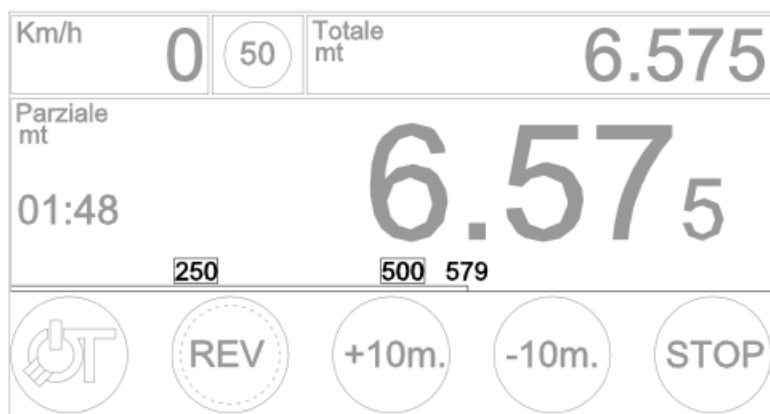 Km/h
0
50
Totale
mt
6.575
Parziale
mt
01:48
6.575
250
500
579
REV
+10m.
-10m.
STOP